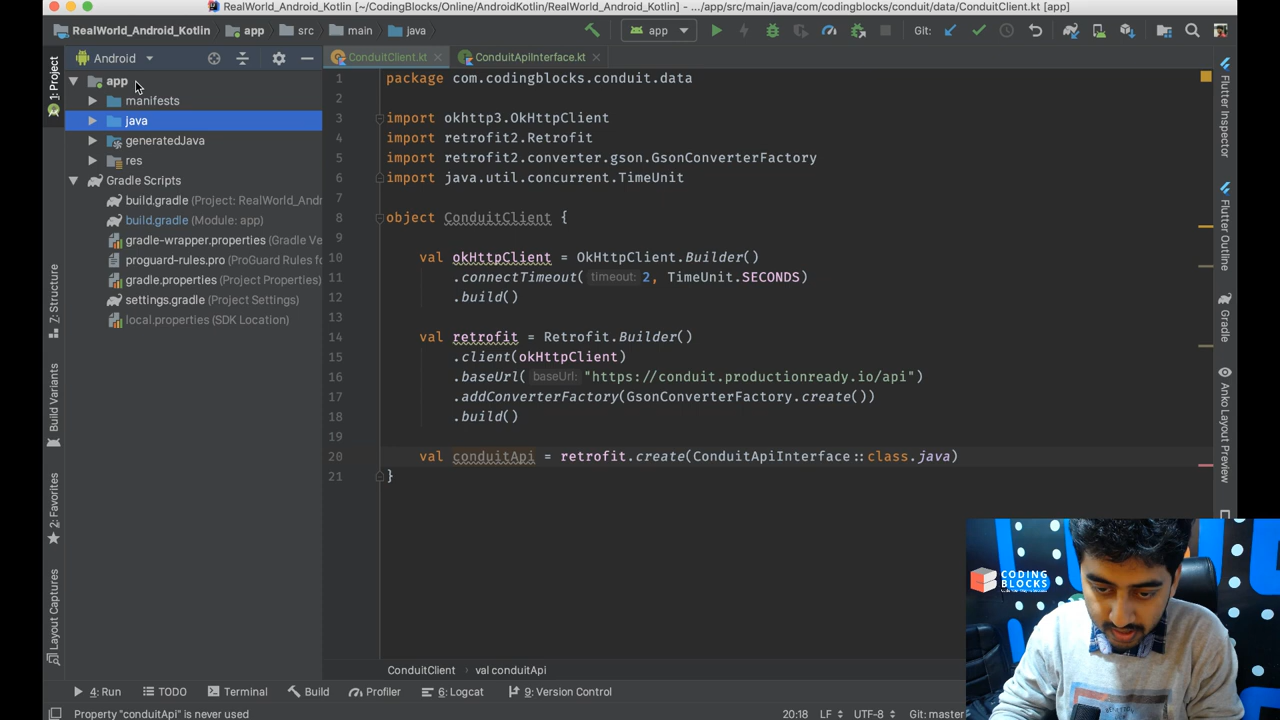 RealWorld_Android_Kotlin [~/CodingBlocks/Online/AndroidKotlin/RealWorld_Android_Kotlin] - .../app/src/main/java/com/codingblocks/conduit/data/ConduitClient.kt [app]
RealWorld_Android_Kotlin app src main java app Git:
Android ConduitClient.kt ConduitApiInterface.kt
1: Project
Z: Structure
Build Variants
2: Favorites
Layout Captures
app
manifests
java
generatedJava
res
Gradle Scripts
build.gradle (Project: RealWorld_Andr
build.gradle (Module: app)
gradle-wrapper.properties (Gradle Ve
proguard-rules.pro (ProGuard Rules fo
gradle.properties (Project Properties)
settings.gradle (Project Settings)
local.properties (SDK Location)
1 package com.codingblocks.conduit.data
2
3 import okhttp3.OkHttpClient
4 import retrofit2.Retrofit
5 import retrofit2.converter.gson.GsonConverterFactory
6 import java.util.concurrent.TimeUnit
7
8 object ConduitClient {
9
10 val okHttpClient = OkHttpClient.Builder()
11 .connectTimeout( timeout: 2, TimeUnit.SECONDS)
12 .build()
13
14 val retrofit = Retrofit.Builder()
15 .client(okHttpClient)
16 .baseUrl( baseUrl: "https://conduit.productionready.io/api")
17 .addConverterFactory(GsonConverterFactory.create())
18 .build()
19
20 val conduitApi = retrofit.create(ConduitApiInterface::class.java)
21 }
Flutter Inspector
Flutter Outline
Gradle
Anko Layout Preview
CODING
BLOCKS
ConduitClient val conduitApi
4: Run TODO Terminal Build Profiler 6: Logcat 9: Version Control
Property "conduitApi" is never used 20:18 LF UTF-8 Git: master